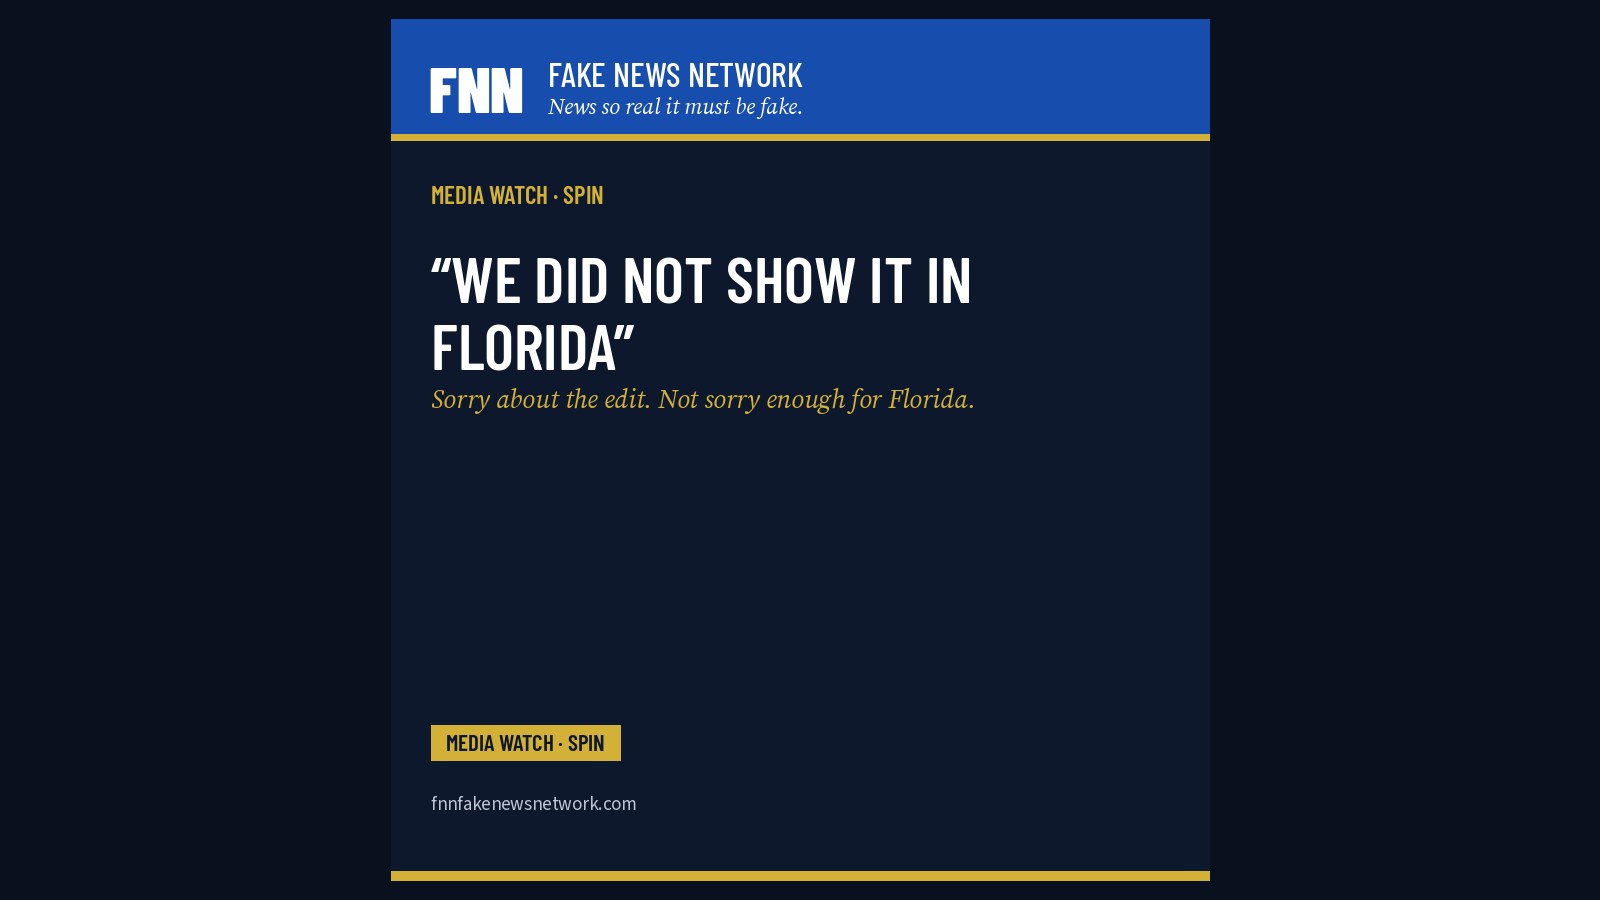 FNN
FAKE NEWS NETWORK
News so real it must be fake.
MEDIA WATCH · SPIN
“WE DID NOT SHOW IT IN
FLORIDA”
Sorry about the edit. Not sorry enough for Florida.
MEDIA WATCH · SPIN
fnnfakenewsnetwork.com